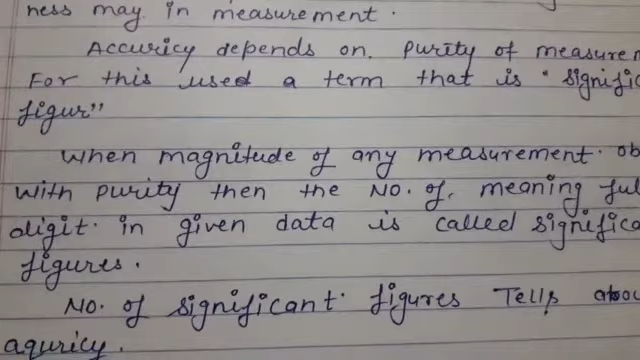 ness may in measurement.
Accuricy depends on purity of measurem
For this used a term that is "signific
figur"
When magnitude of any measurement ob
with purity then the No. of. meaning ful
digit in given data is called significa
figures.
No. of significant figures Tells abou
aquricy.